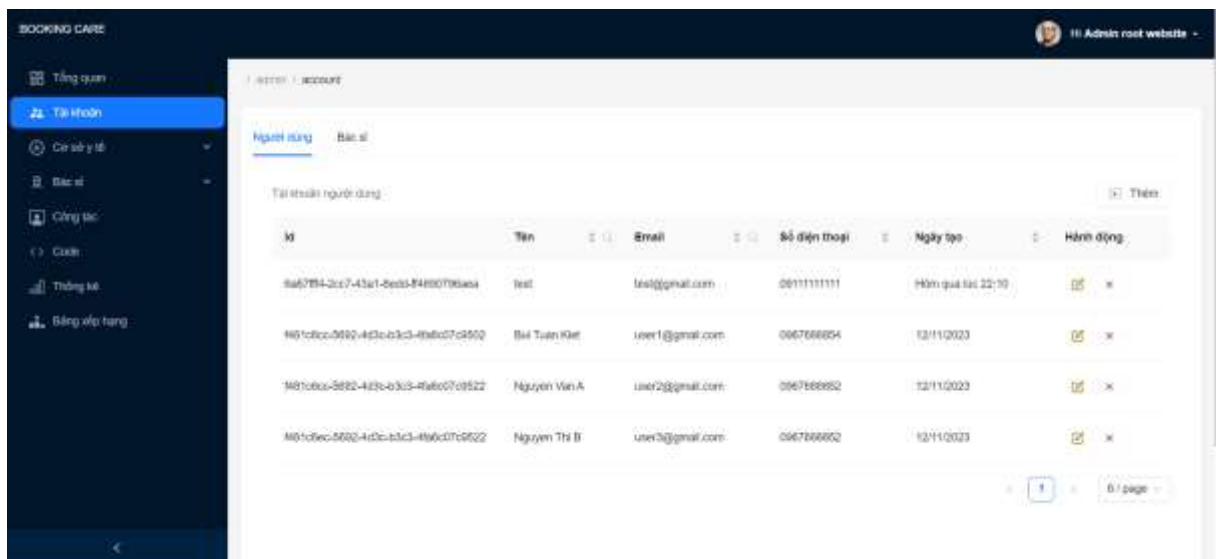 BOOKING CARE
Hi Admin root website
Tổng quan
/ admin / account
Tài khoản
Người dùng Bác sĩ
Cơ sở y tế
Bác sĩ
Tài khoản người dùng Thêm
Công tác
Id Tên Email Số điện thoại Ngày tạo Hành động
Code
test test@gmail.com 09111111111 Hôm qua lúc 22:10
Thống kê
Bảng xếp hạng
Bui Tuan Kiet user1@gmail.com 12/11/2023
Nguyen Van A user2@gmail.com 12/11/2023
Nguyen Thi B user3@gmail.com 12/11/2023
1 6 / page